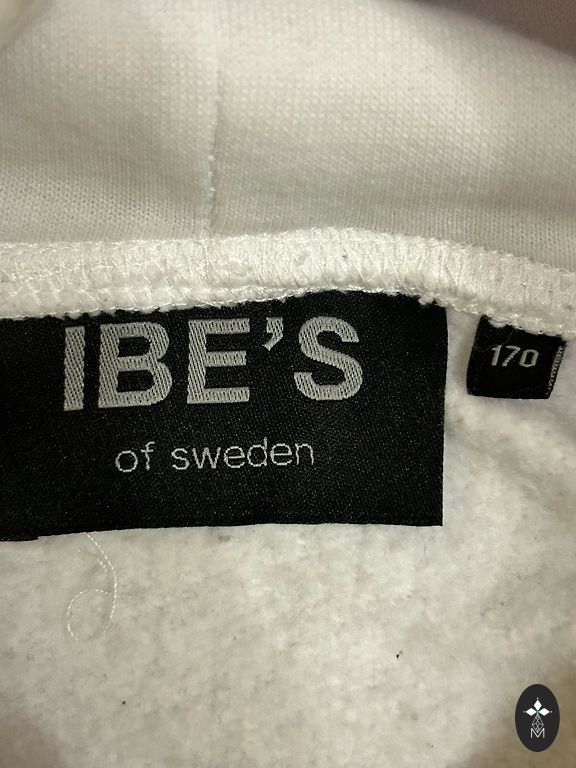 IBE'S
of sweden
170
M